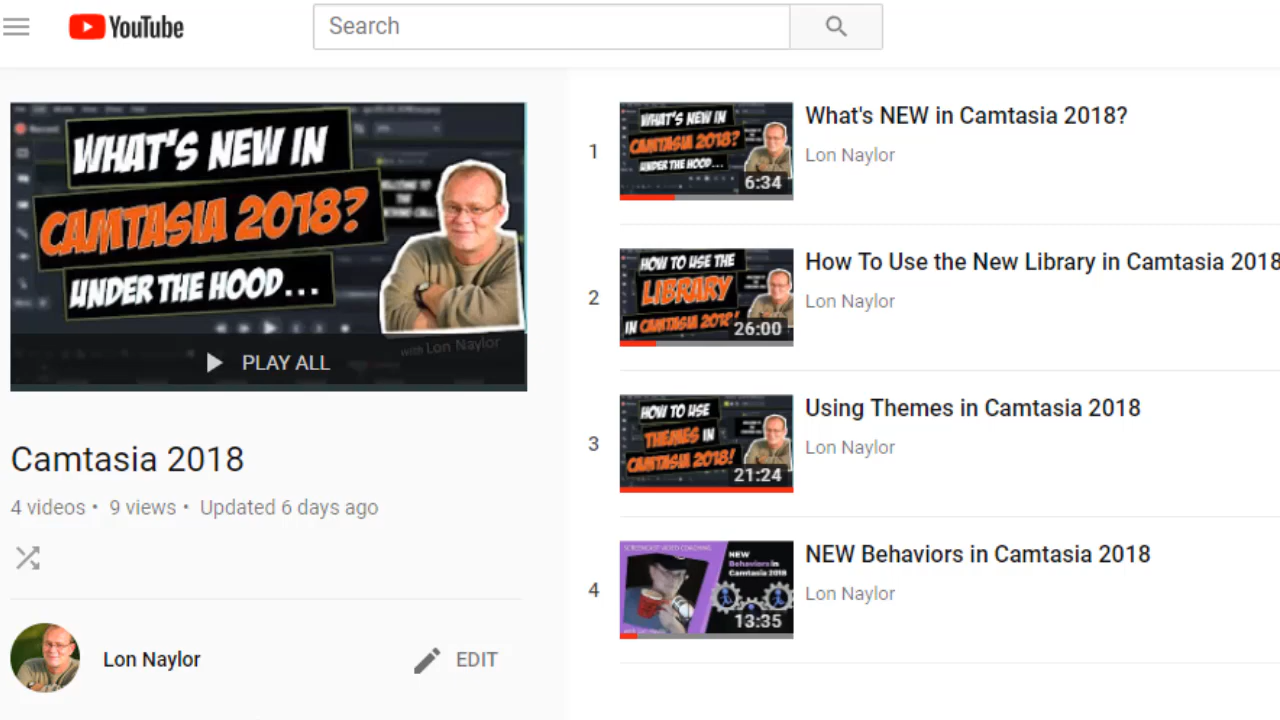 YouTube
Search
WHAT'S NEW IN
CAMTASIA 2018?
UNDER THE HOOD...
with Lon Naylor
PLAY ALL
Camtasia 2018
4 videos • 9 views • Updated 6 days ago
Lon Naylor
EDIT
1
WHAT'S NEW IN
CAMTASIA 2018?
UNDER THE HOOD...
6:34
What's NEW in Camtasia 2018?
Lon Naylor
2
HOW TO USE THE
LIBRARY
IN CAMTASIA 2018!
26:00
How To Use the New Library in Camtasia 2018
Lon Naylor
3
HOW TO USE
THEMES IN
CAMTASIA 2018!
21:24
Using Themes in Camtasia 2018
Lon Naylor
4
SCREENCAST VIDEO COACHING
NEW
Behaviors in
Camtasia 2018
13:35
NEW Behaviors in Camtasia 2018
Lon Naylor